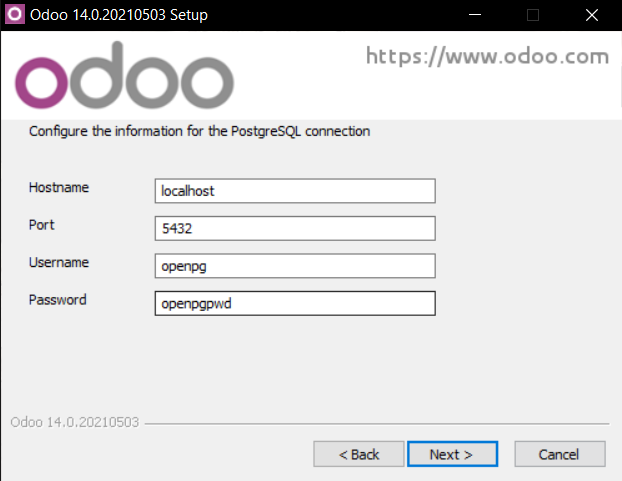 Odoo 14.0.20210503 Setup
odoo
https://www.odoo.com
Configure the information for the PostgreSQL connection
Hostname localhost
Port 5432
Username openpg
Password openpgpwd
Odoo 14.0.20210503
< Back Next > Cancel